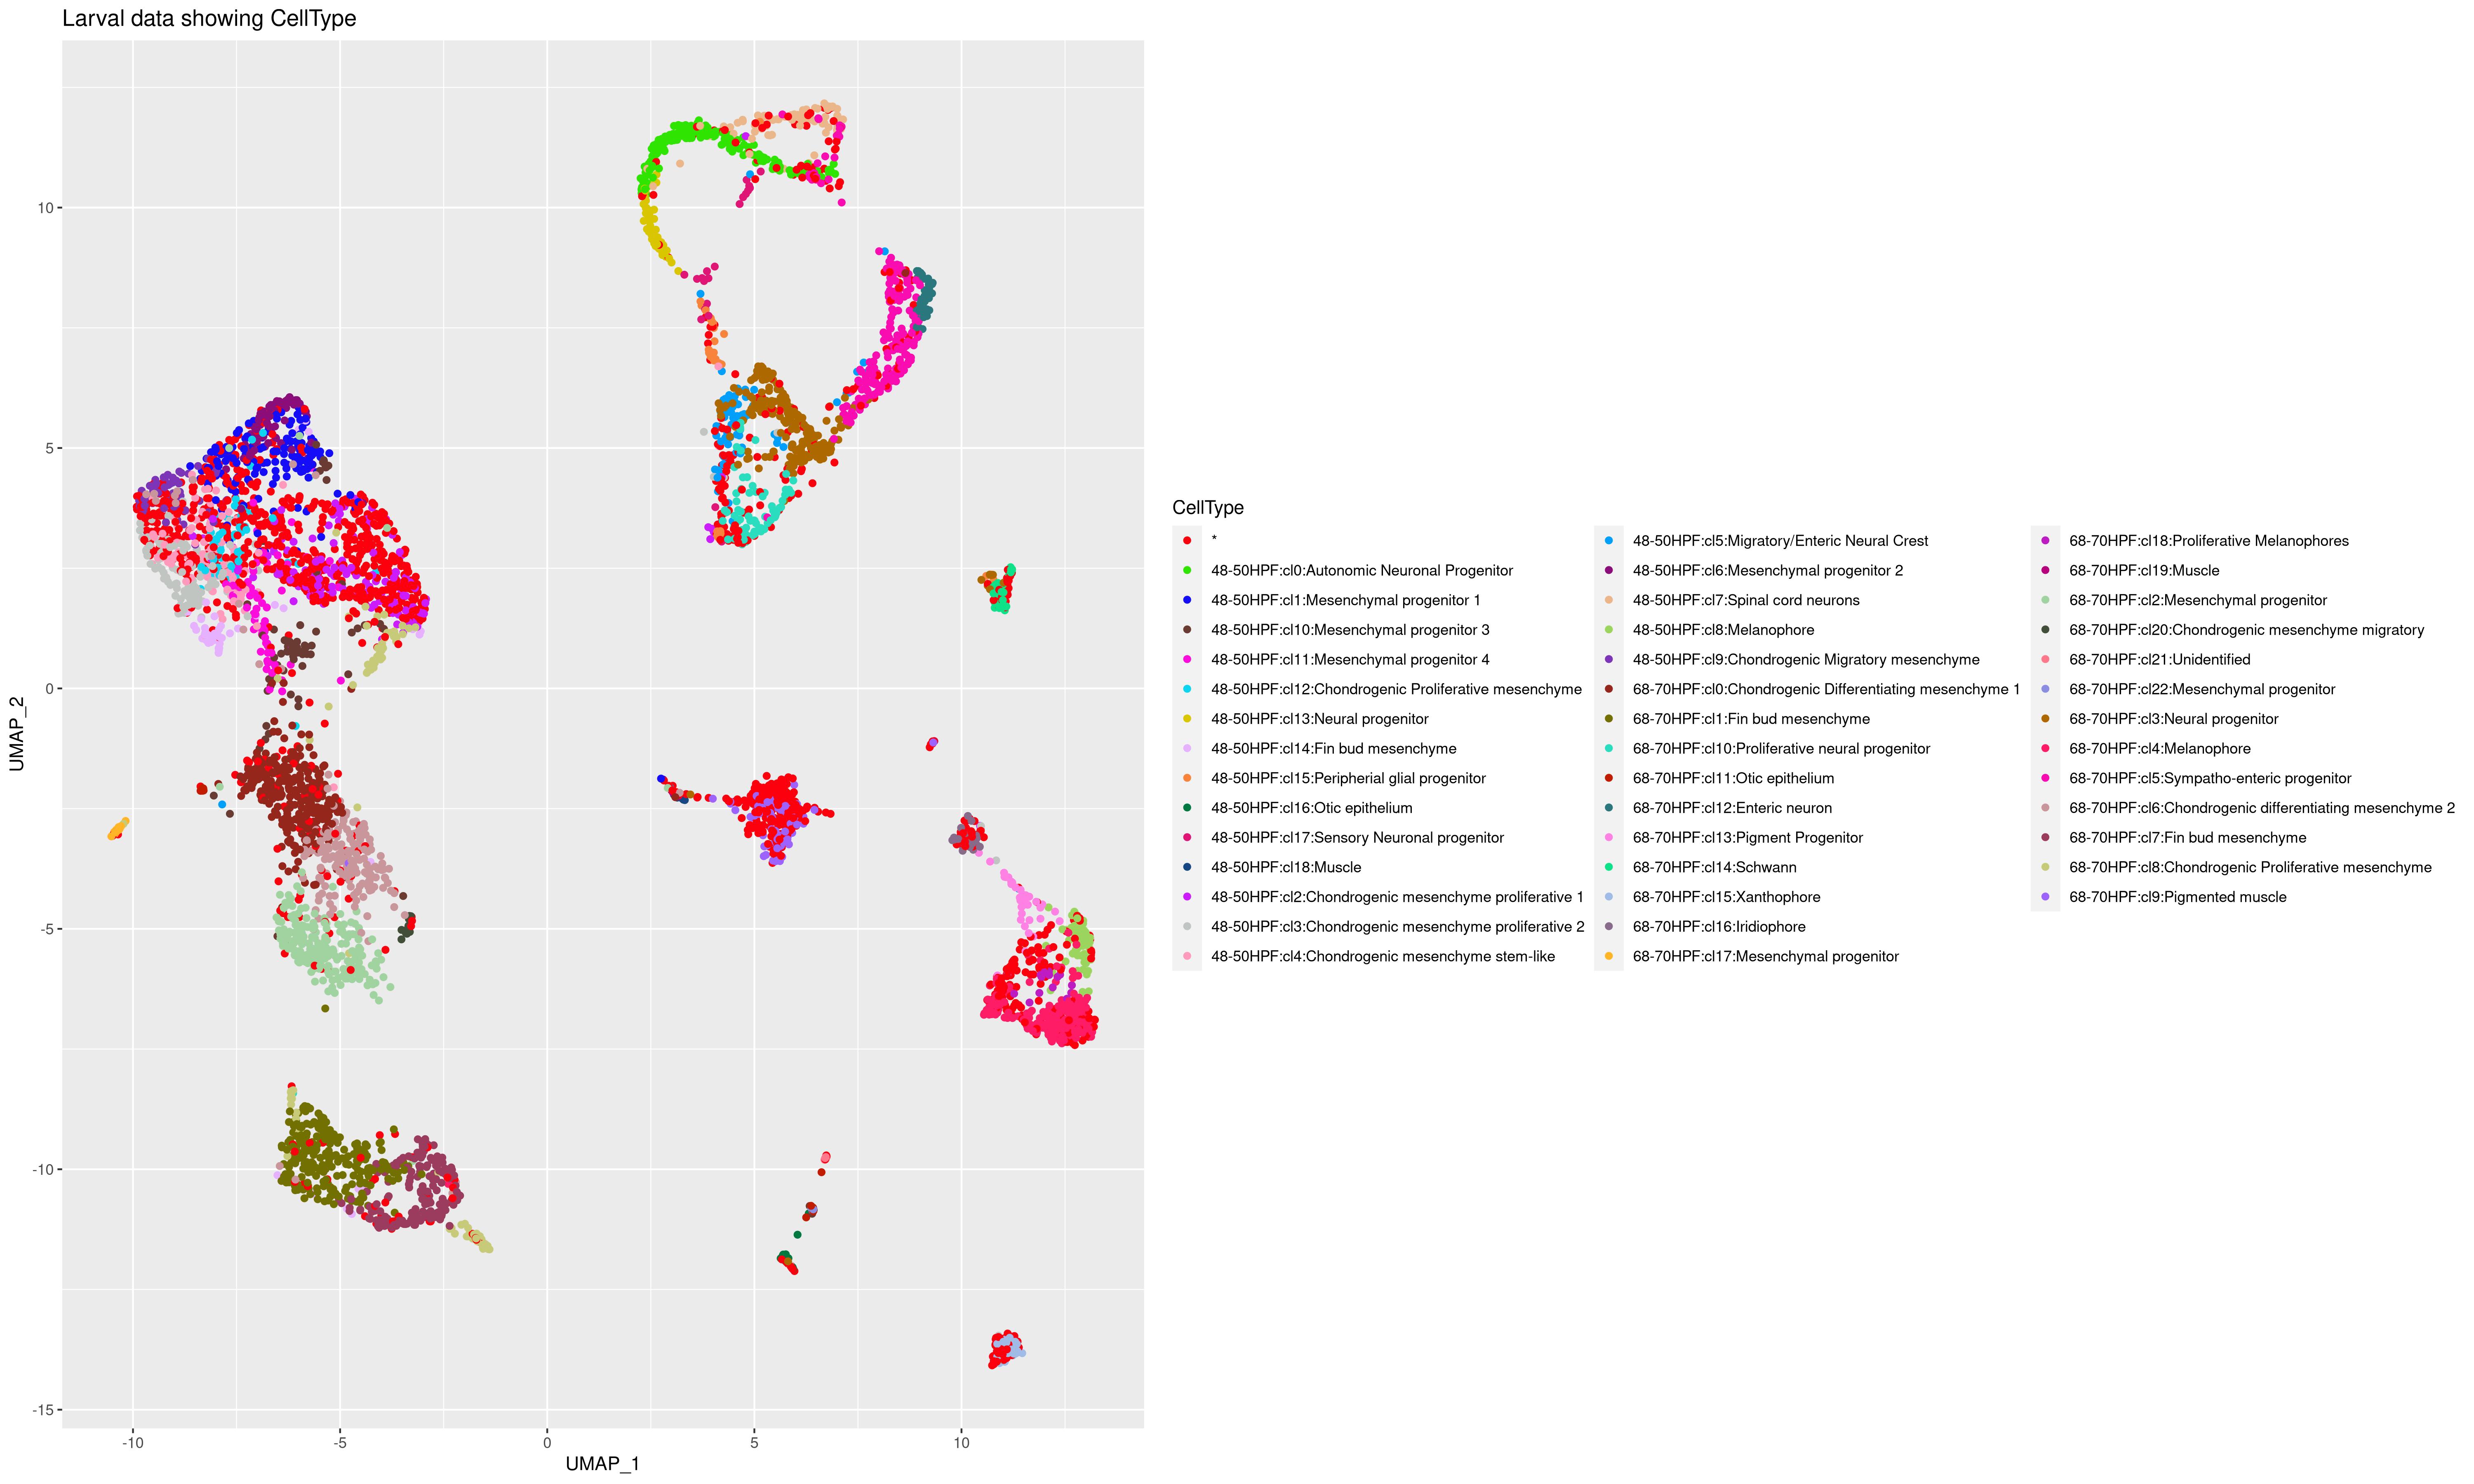 Larval data showing CellType
UMAP_2
10
5
0
-5
-10
-15
-10
-5
0
5
10
UMAP_1
CellType
*
48-50HPF:cl0:Autonomic Neuronal Progenitor
48-50HPF:cl1:Mesenchymal progenitor 1
48-50HPF:cl10:Mesenchymal progenitor 3
48-50HPF:cl11:Mesenchymal progenitor 4
48-50HPF:cl12:Chondrogenic Proliferative mesenchyme
48-50HPF:cl13:Neural progenitor
48-50HPF:cl14:Fin bud mesenchyme
48-50HPF:cl15:Peripherial glial progenitor
48-50HPF:cl16:Otic epithelium
48-50HPF:cl17:Sensory Neuronal progenitor
48-50HPF:cl18:Muscle
48-50HPF:cl2:Chondrogenic mesenchyme proliferative 1
48-50HPF:cl3:Chondrogenic mesenchyme proliferative 2
48-50HPF:cl4:Chondrogenic mesenchyme stem-like
48-50HPF:cl5:Migratory/Enteric Neural Crest
48-50HPF:cl6:Mesenchymal progenitor 2
48-50HPF:cl7:Spinal cord neurons
48-50HPF:cl8:Melanophore
48-50HPF:cl9:Chondrogenic Migratory mesenchyme
68-70HPF:cl0:Chondrogenic Differentiating mesenchyme 1
68-70HPF:cl1:Fin bud mesenchyme
68-70HPF:cl10:Proliferative neural progenitor
68-70HPF:cl11:Otic epithelium
68-70HPF:cl12:Enteric neuron
68-70HPF:cl13:Pigment Progenitor
68-70HPF:cl14:Schwann
68-70HPF:cl15:Xanthophore
68-70HPF:cl16:Iridiophore
68-70HPF:cl17:Mesenchymal progenitor
68-70HPF:cl18:Proliferative Melanophores
68-70HPF:cl19:Muscle
68-70HPF:cl2:Mesenchymal progenitor
68-70HPF:cl20:Chondrogenic mesenchyme migratory
68-70HPF:cl21:Unidentified
68-70HPF:cl22:Mesenchymal progenitor
68-70HPF:cl3:Neural progenitor
68-70HPF:cl4:Melanophore
68-70HPF:cl5:Sympatho-enteric progenitor
68-70HPF:cl6:Chondrogenic differentiating mesenchyme 2
68-70HPF:cl7:Fin bud mesenchyme
68-70HPF:cl8:Chondrogenic Proliferative mesenchyme
68-70HPF:cl9:Pigmented muscle